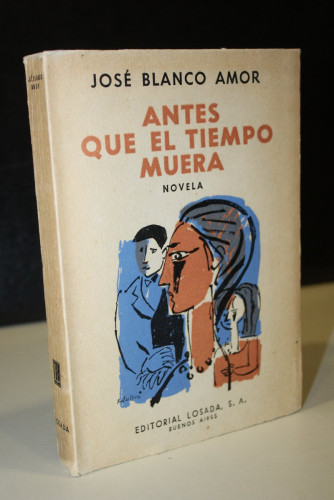 JOSÉ BLANCO AMOR
ANTES
QUE EL TIEMPO
MUERA
NOVELA
EDITORIAL LOSADA, S. A.
BUENOS AIRES